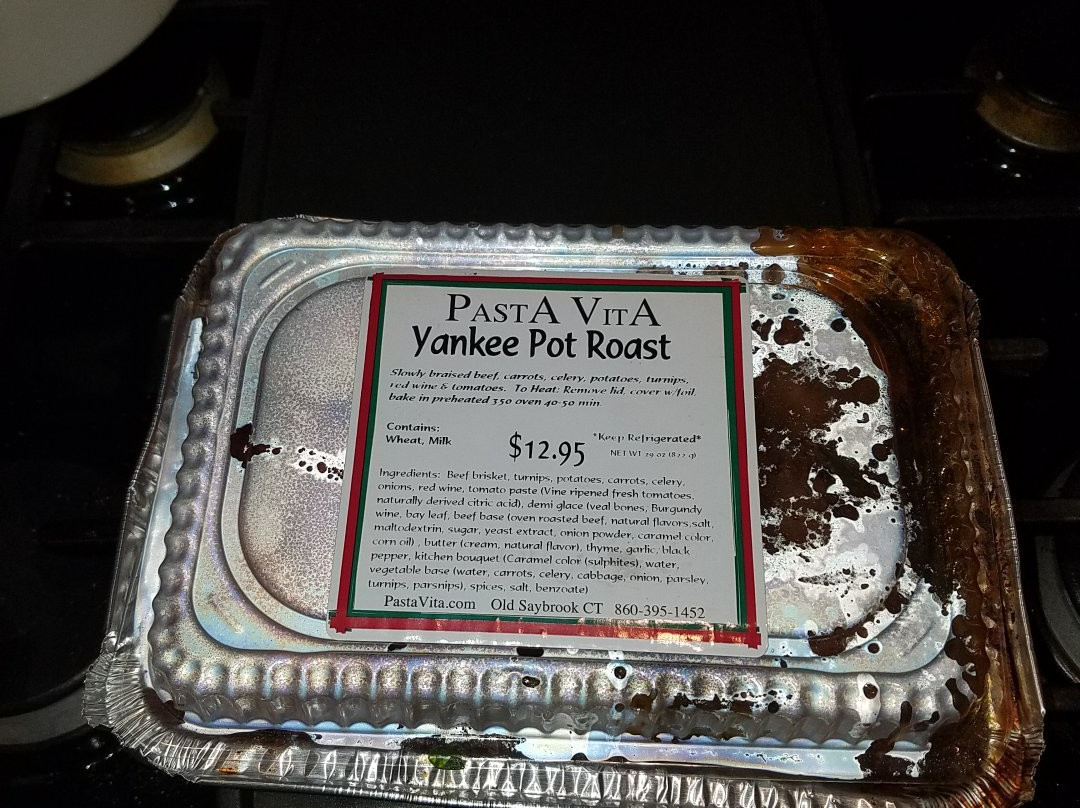 PASTA VITA
Yankee Pot Roast
Slowly braised beef, carrots, celery, potatoes, turnips,
red wine & tomatoes. To Heat: Remove lid, cover w/foil,
bake in preheated 350 oven 40-50 min.
Contains:
Wheat, Milk
$12.95
*Keep Refrigerated*
NET WT 29 oz (822 g)
Ingredients: Beef brisket, turnips, potatoes, carrots, celery,
onions, red wine, tomato paste (Vine ripened fresh tomatoes,
naturally derived citric acid), demi glace (veal bones, Burgundy
wine, bay leaf, beef base (oven roasted beef, natural flavors,salt,
maltodextrin, sugar, yeast extract, onion powder, caramel color,
corn oil) , butter (cream, natural flavor), thyme, garlic, black
pepper, kitchen bouquet (Caramel color (sulphites), water,
vegetable base (water, carrots, celery, cabbage, onion, parsley,
turnips, parsnips), spices, salt, benzoate)
PastaVita.com Old Saybrook CT 860-395-1452